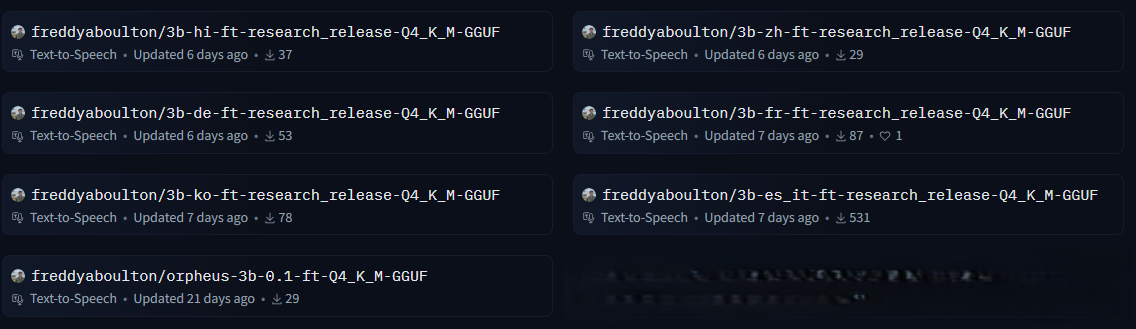 freddyaboulton/3b-hi-ft-research_release-Q4_K_M-GGUF
Text-to-Speech • Updated 6 days ago • 37
freddyaboulton/3b-zh-ft-research_release-Q4_K_M-GGUF
Text-to-Speech • Updated 6 days ago • 29
freddyaboulton/3b-de-ft-research_release-Q4_K_M-GGUF
Text-to-Speech • Updated 6 days ago • 53
freddyaboulton/3b-fr-ft-research_release-Q4_K_M-GGUF
Text-to-Speech • Updated 7 days ago • 87 • 1
freddyaboulton/3b-ko-ft-research_release-Q4_K_M-GGUF
Text-to-Speech • Updated 7 days ago • 78
freddyaboulton/3b-es_it-ft-research_release-Q4_K_M-GGUF
Text-to-Speech • Updated 7 days ago • 531
freddyaboulton/orpheus-3b-0.1-ft-Q4_K_M-GGUF
Text-to-Speech • Updated 21 days ago • 29